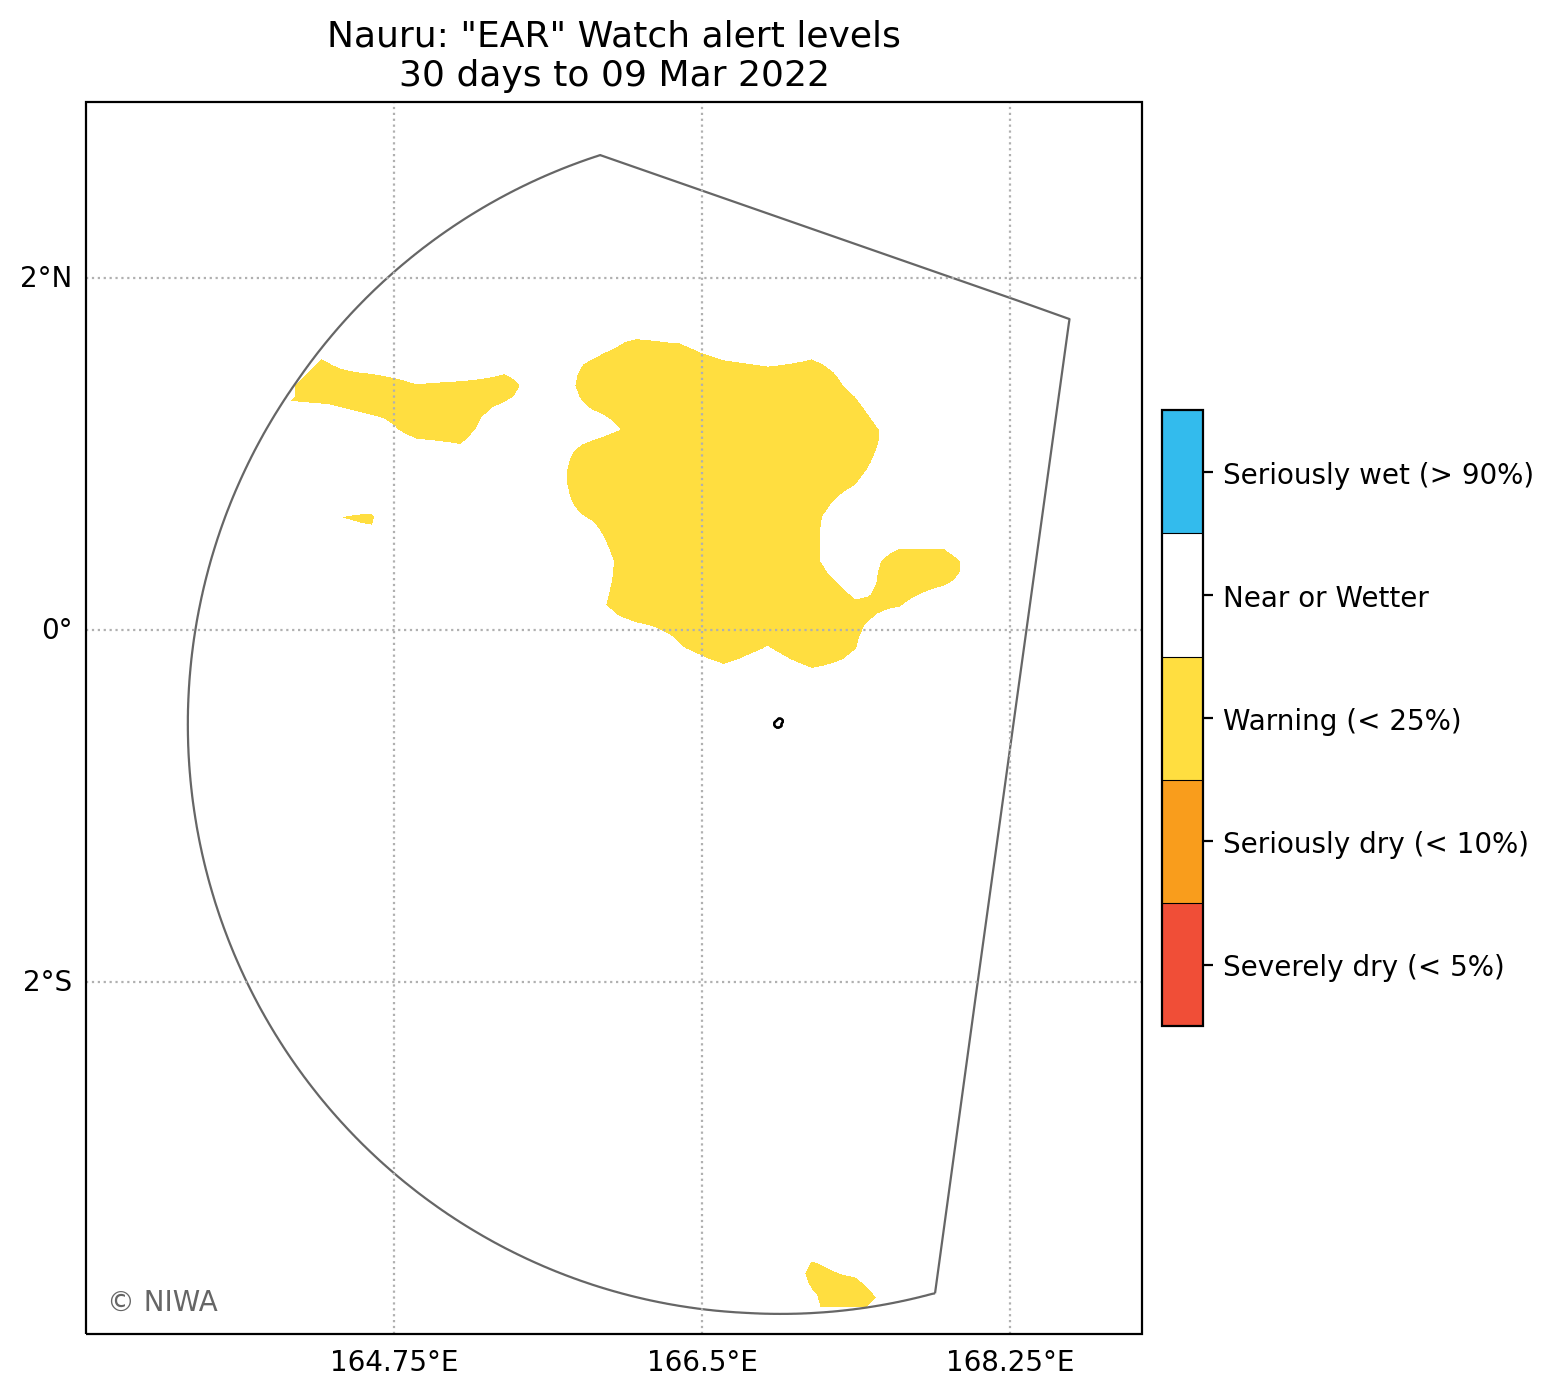 Nauru: "EAR" Watch alert levels
30 days to 09 Mar 2022
2°N
0°
2°S
164.75°E
166.5°E
168.25°E
© NIWA
Seriously wet (> 90%)
Near or Wetter
Warning (< 25%)
Seriously dry (< 10%)
Severely dry (< 5%)